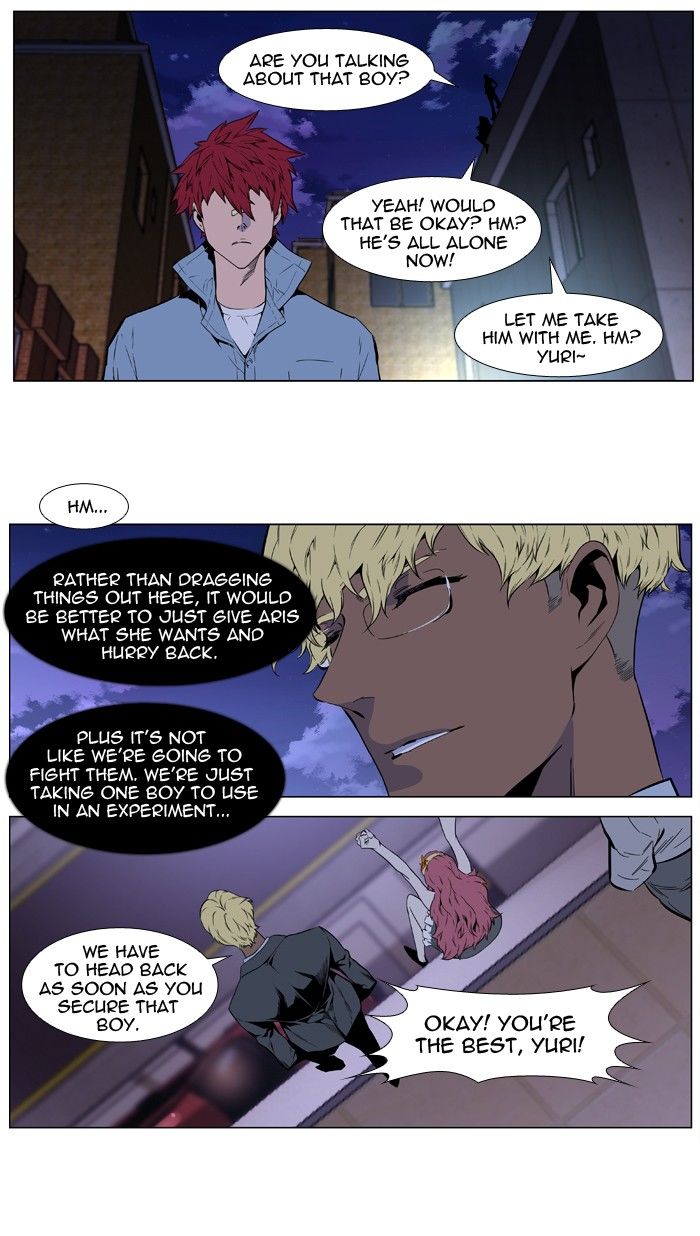 ARE YOU TALKING
ABOUT THAT BOY?
YEAH! WOULD
THAT BE OKAY? HM?
HE'S ALL ALONE
NOW!
LET ME TAKE
HIM WITH ME. HM?
YURI~
HM...
RATHER THAN DRAGGING
THINGS OUT HERE, IT WOULD
BE BETTER TO JUST GIVE ARIS
WHAT SHE WANTS AND
HURRY BACK.
PLUS IT'S NOT
LIKE WE'RE GOING TO
FIGHT THEM. WE'RE JUST
TAKING ONE BOY TO USE
IN AN EXPERIMENT...
WE HAVE
TO HEAD BACK
AS SOON AS YOU
SECURE THAT
BOY.
OKAY! YOU'RE
THE BEST, YURI!